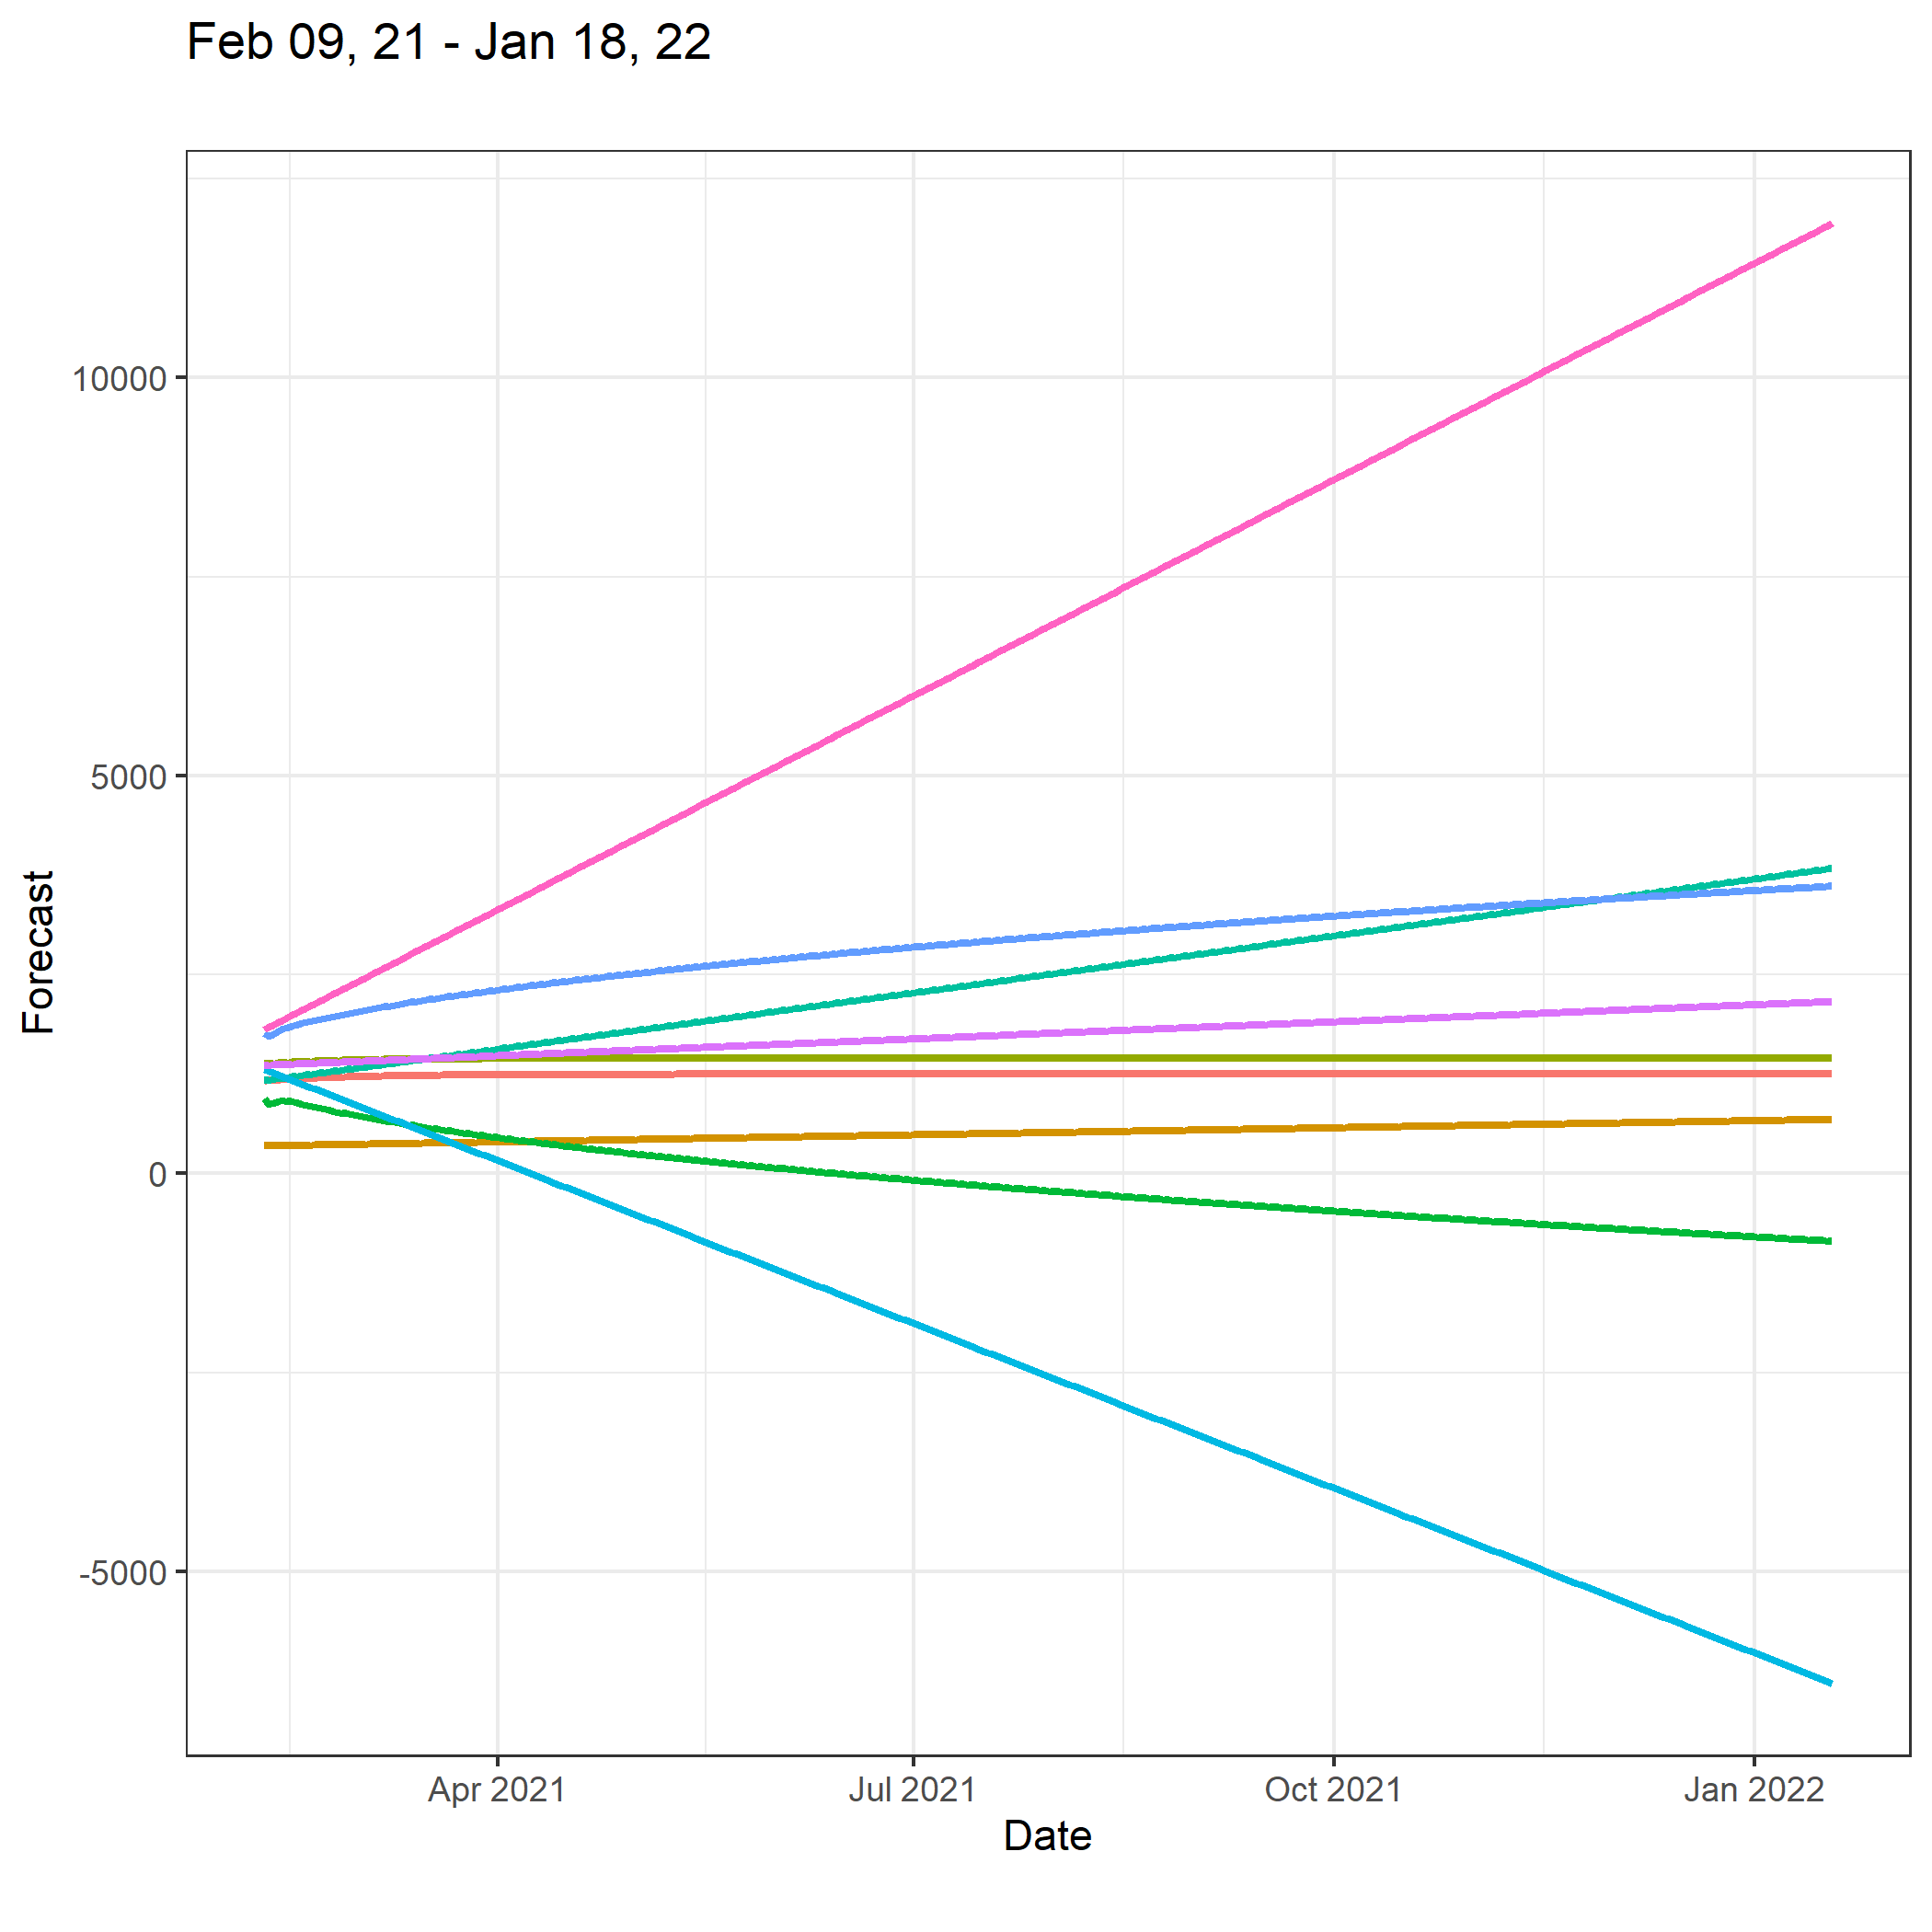 Feb 09, 21 - Jan 18, 22
10000
5000
0
-5000
Forecast
Apr 2021
Jul 2021
Oct 2021
Jan 2022
Date